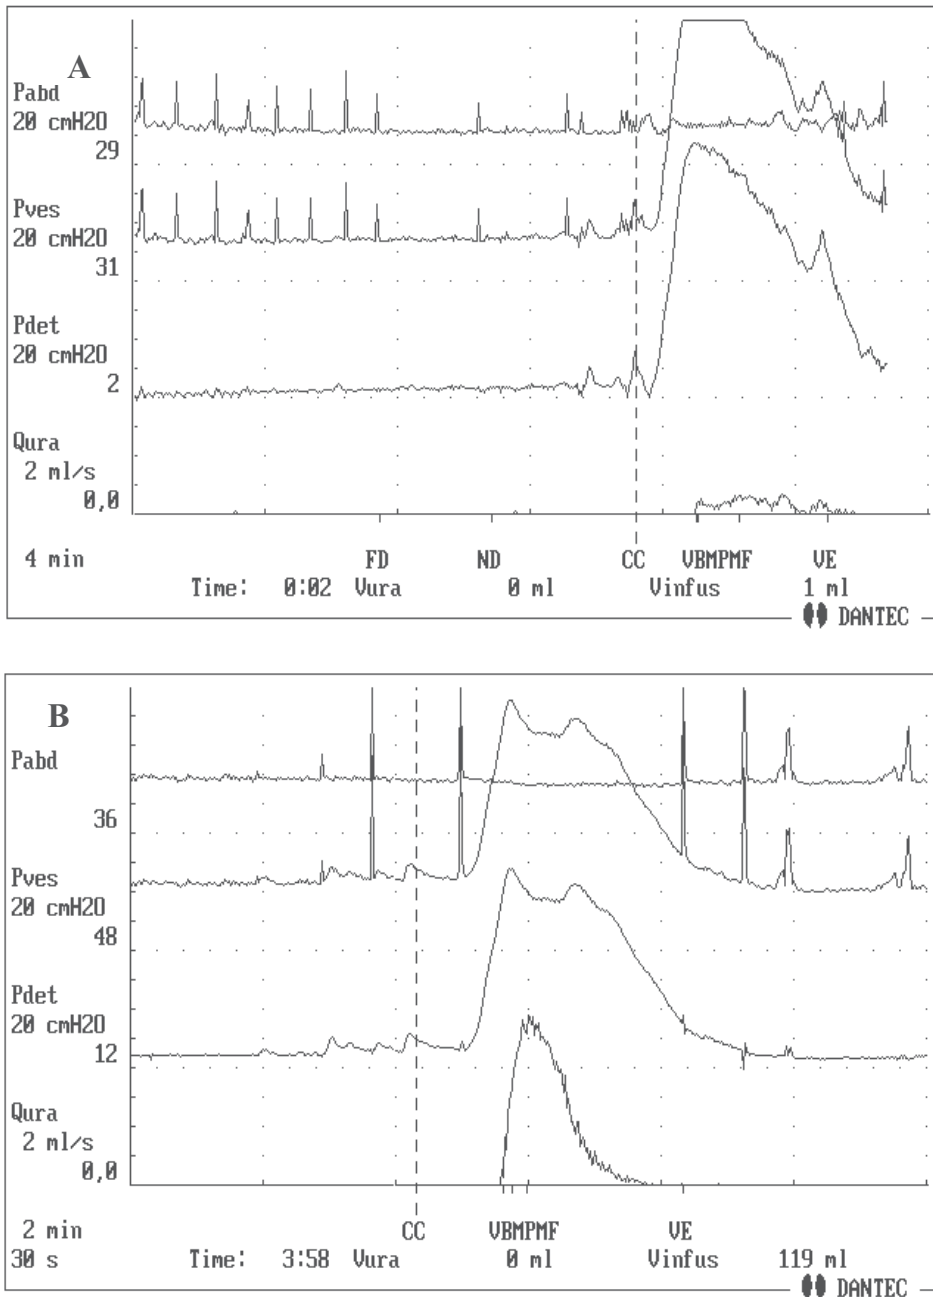 A
Pabd
20 cmH2O
29
Pves
20 cmH2O
31
Pdet
20 cmH2O
2
Qura
2 ml/s
0,0
4 min FD ND CC VBMPMF VE
Time: 0:02 Vura 0 ml Vinfus 1 ml
DANTEC
B
Pabd
36
Pves
20 cmH2O
48
Pdet
20 cmH2O
12
Qura
2 ml/s
0,0
2 min CC VBMPMF VE
30 s Time: 3:58 Vura 0 ml Vinfus 119 ml
DANTEC